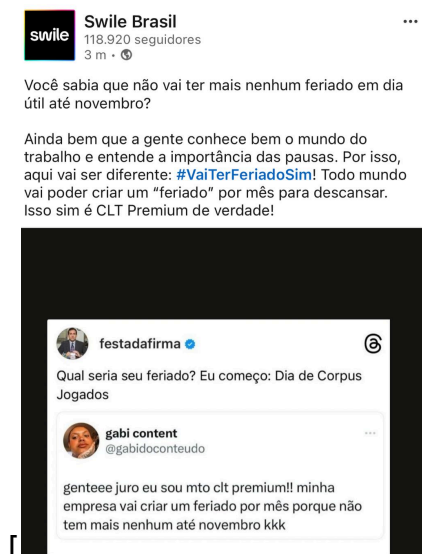 swile
Swile Brasil
118.920 seguidores
3 m •
Você sabia que não vai ter mais nenhum feriado em dia
útil até novembro?
Ainda bem que a gente conhece bem o mundo do
trabalho e entende a importância das pausas. Por isso,
aqui vai ser diferente: #VaiTerFeriadoSim! Todo mundo
vai poder criar um “feriado” por mês para descansar.
Isso sim é CLT Premium de verdade!
festadafirma
Qual seria seu feriado? Eu começo: Dia de Corpus
Jogados
gabi content
@gabidoconteudo
genteee juro eu sou mto clt premium!! minha
empresa vai criar um feriado por mês porque não
tem mais nenhum até novembro kkk
[